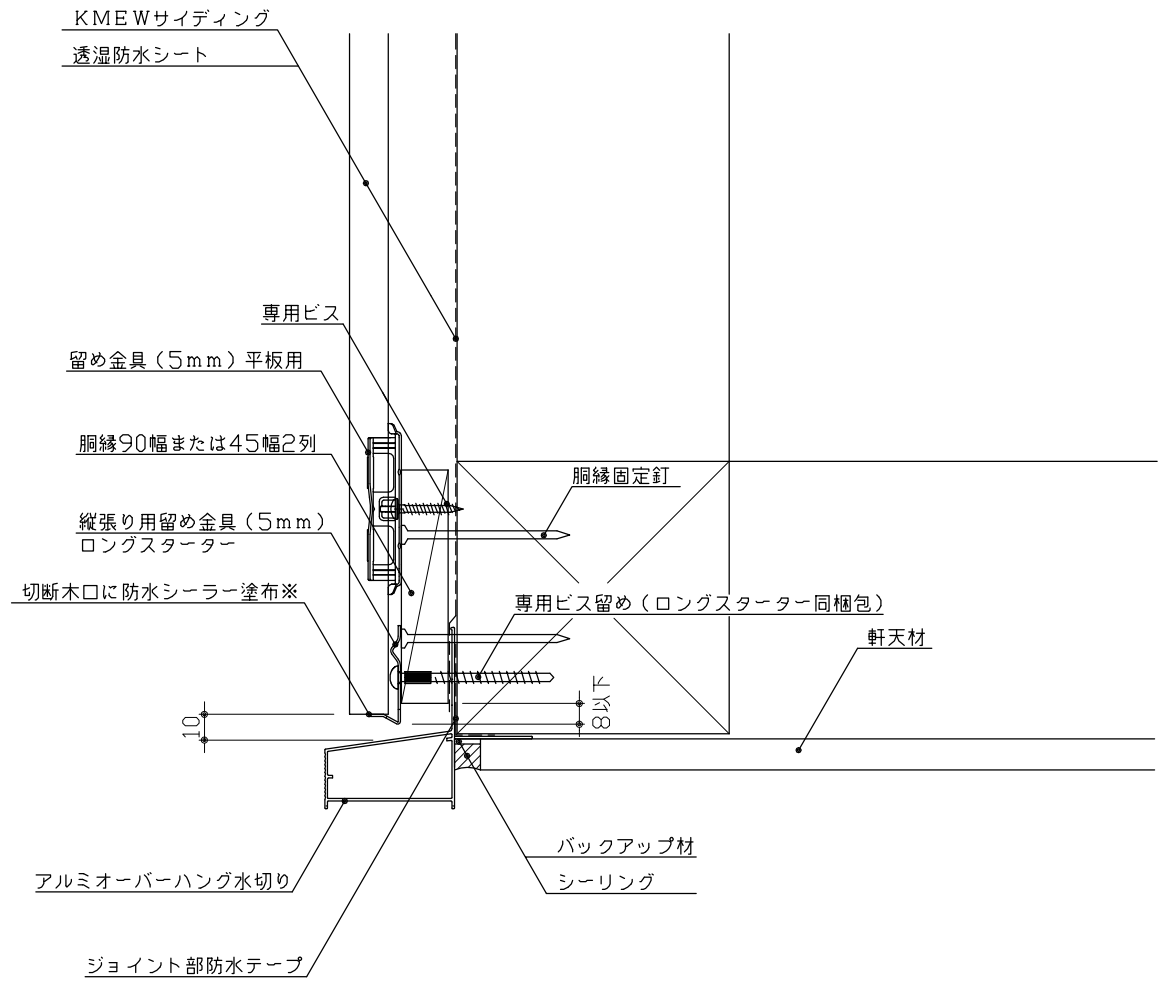 KMEWサイディング
透湿防水シート
専用ビス
留め金具（5mm）平板用
胴縁90幅または45幅2列
胴縁固定釘
縦張り用留め金具（5mm）
ロングスターター
切断木口に防水シーラー塗布※
専用ビス留め（ロングスターター同梱包）
軒天材
10
8以下
バックアップ材
シーリング
アルミオーバーハング水切り
ジョイント部防水テープ